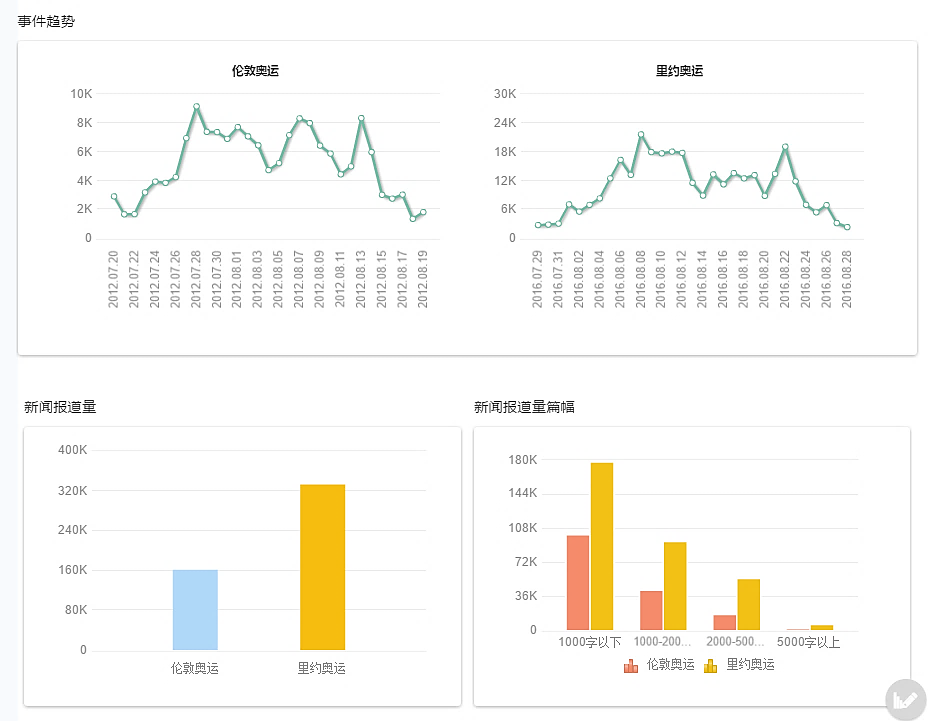 事件趋势
伦敦奥运
10K
8K
6K
4K
2K
0
2012.07.20
2012.07.22
2012.07.24
2012.07.26
2012.07.28
2012.07.30
2012.08.01
2012.08.03
2012.08.05
2012.08.07
2012.08.09
2012.08.11
2012.08.13
2012.08.15
2012.08.17
2012.08.19
里约奥运
30K
24K
18K
12K
6K
0
2016.07.29
2016.07.31
2016.08.02
2016.08.04
2016.08.06
2016.08.08
2016.08.10
2016.08.12
2016.08.14
2016.08.16
2016.08.18
2016.08.20
2016.08.22
2016.08.24
2016.08.26
2016.08.28
新闻报道量
400K
320K
240K
160K
80K
0
伦敦奥运
里约奥运
新闻报道量篇幅
180K
144K
108K
72K
36K
0
1000字以下
1000-200...
2000-500...
5000字以上
伦敦奥运
里约奥运